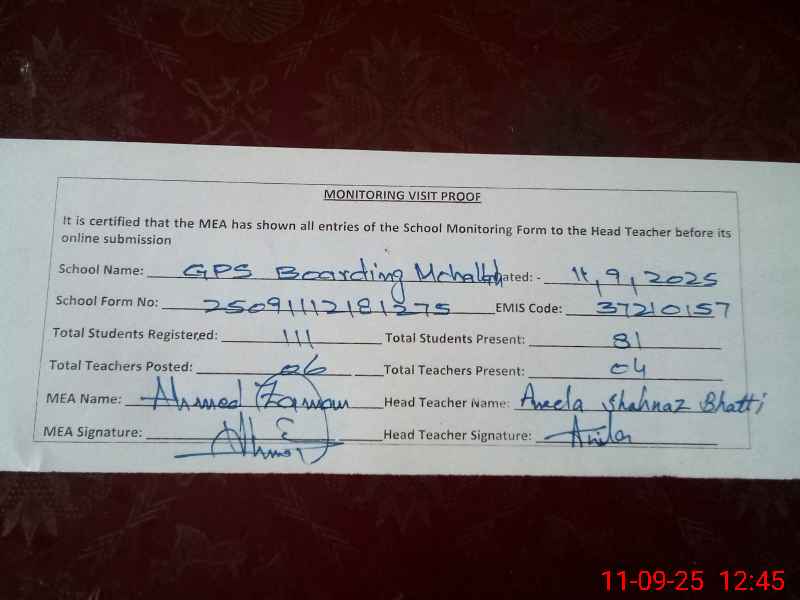 MONITORING VISIT PROOF
It is certified that the MEA has shown all entries of the School Monitoring Form to the Head Teacher before its
online submission
School Name: GPS Boarding Mohallah Dated: - 11, 9, 2025
School Form No: 25091112181275 EMIS Code: 37210157
Total Students Registered: 111 Total Students Present: 81
Total Teachers Posted: 06 Total Teachers Present: 04
MEA Name: Ahmed Zaman Head Teacher Name: Aneela Shahnaz Bhatti
MEA Signature: Head Teacher Signature:
11-09-25 12:45